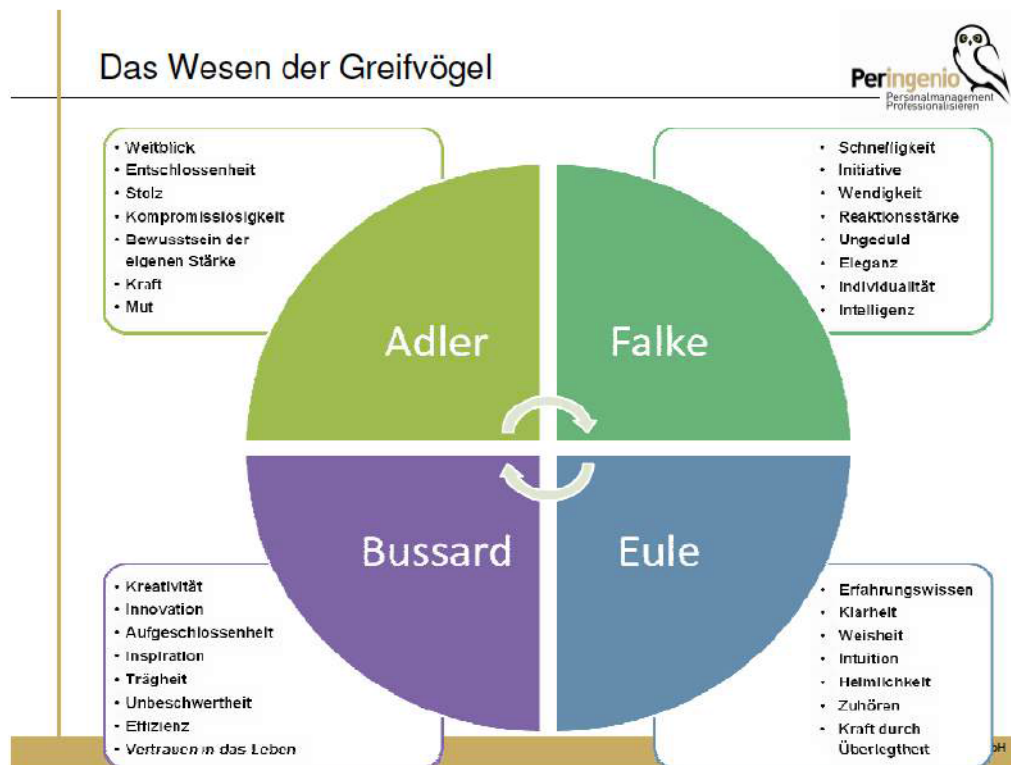 Das Wesen der Greifvögel
Peringenio
Personalmanagement
Professionalisieren
• Weitblick
• Entschlossenheit
• Stolz
• Kompromisslosigkeit
• Bewusstsein der
eigenen Stärke
• Kraft
• Mut
• Schnelligkeit
• Initiative
• Wendigkeit
• Reaktionsstärke
• Ungeduld
• Eleganz
• Individualität
• Intelligenz
Adler
Falke
Bussard
Eule
• Kreativität
• Innovation
• Aufgeschlossenheit
• Inspiration
• Trägheit
• Unbeschwertheit
• Effizienz
• Vertrauen in das Leben
• Erfahrungswissen
• Klarheit
• Weisheit
• Intuition
• Heimlichkeit
• Zuhören
• Kraft durch
Überlegtheit